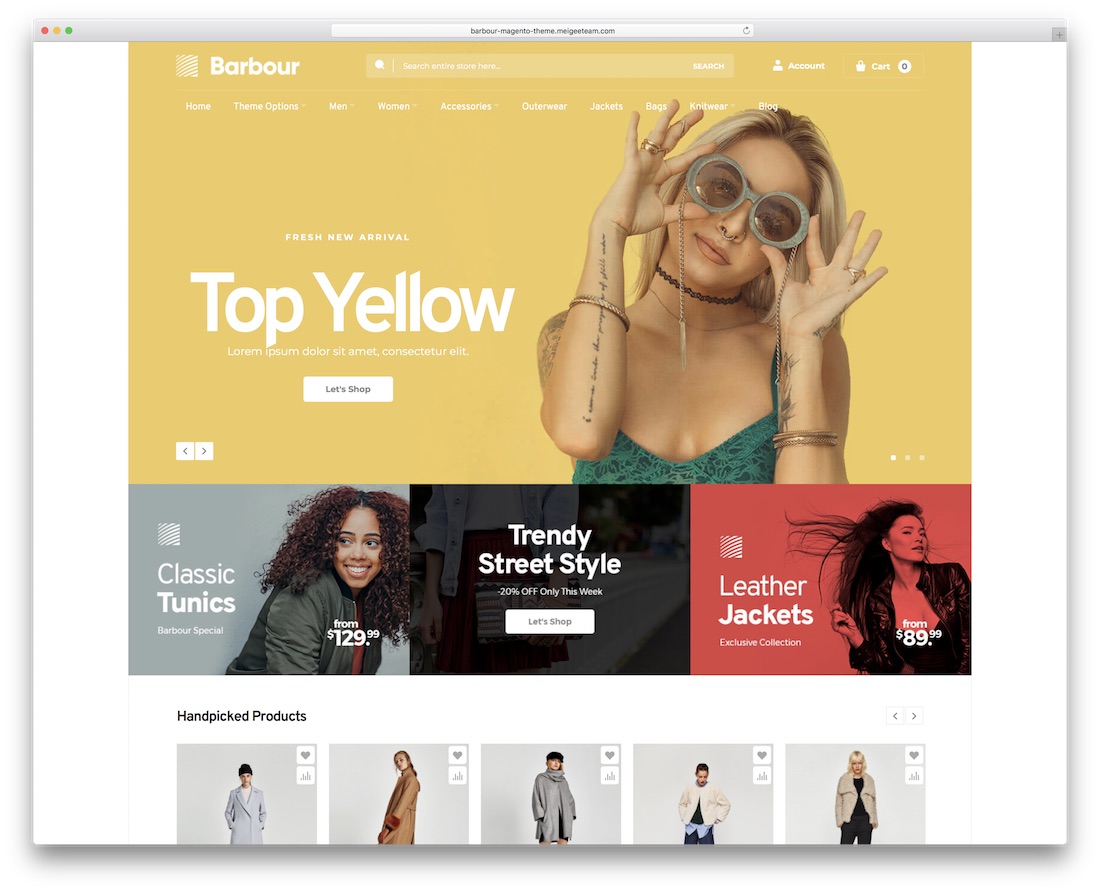 barbour-magento-theme.meigeeteam.com
Barbour
Search entire store here...
SEARCH
Account
Cart 0
Home Theme Options Men Women Accessories Outerwear Jackets Bags Knitwear Blog
FRESH NEW ARRIVAL
Top Yellow
Lorem ipsum dolor sit amet, consectetur elit.
Let's Shop
Classic
Tunics
Barbour Special
from
$129.99
Trendy
Street Style
-20% OFF Only This Week
Let's Shop
Leather
Jackets
Exclusive Collection
from
$89.99
Handpicked Products